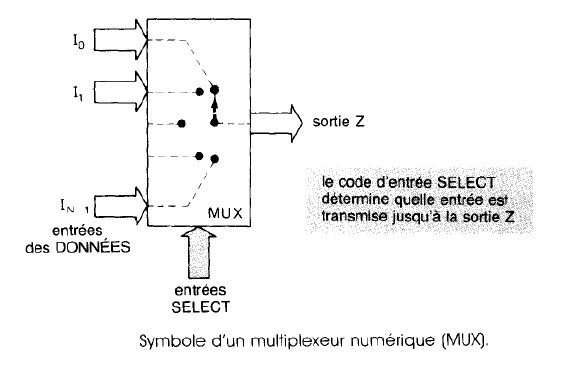 I0
I1
sortie Z
le code d'entrée SELECT
détermine quelle entrée est
transmise jusqu'à la sortie Z
IN-1
MUX
entrées
des DONNÉES
entrées
SELECT
Symbole d'un multiplexeur numérique (MUX).